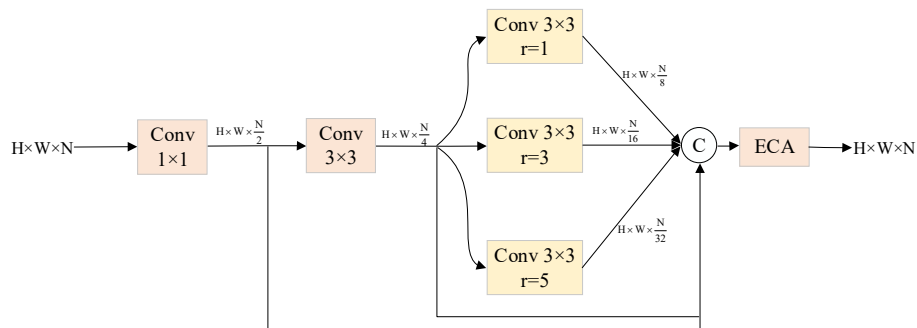 H×W×N
Conv
1×1
H×W×N/2
Conv
3×3
H×W×N/4
Conv 3×3
r=1
H×W×N/8
Conv 3×3
r=3
H×W×N/16
Conv 3×3
r=5
H×W×N/32
C
ECA
H×W×N